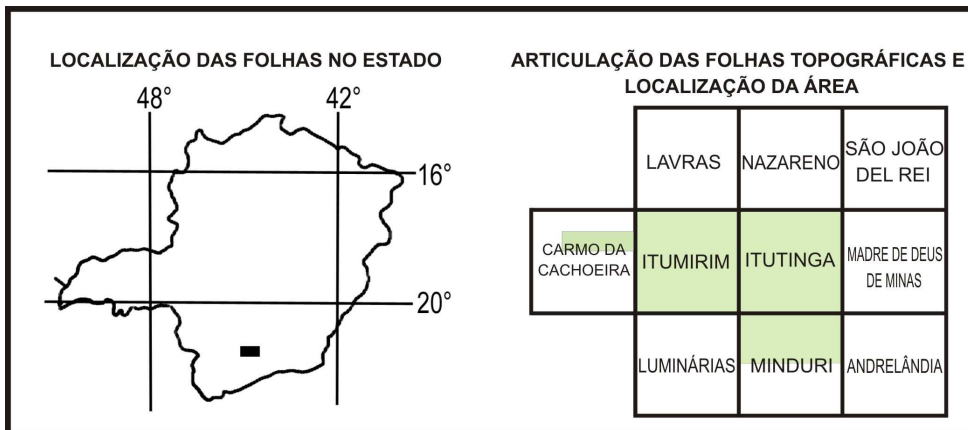 LOCALIZAÇÃO DAS FOLHAS NO ESTADO
48°
42°
16°
20°
ARTICULAÇÃO DAS FOLHAS TOPOGRÁFICAS E
LOCALIZAÇÃO DA ÁREA
LAVRAS
NAZARENO
SÃO JOÃO
DEL REI
CARMO DA
CACHOEIRA
ITUMIRIM
ITUTINGA
MADRE DE DEUS
DE MINAS
LUMINÁRIAS
MINDURI
ANDRELÂNDIA